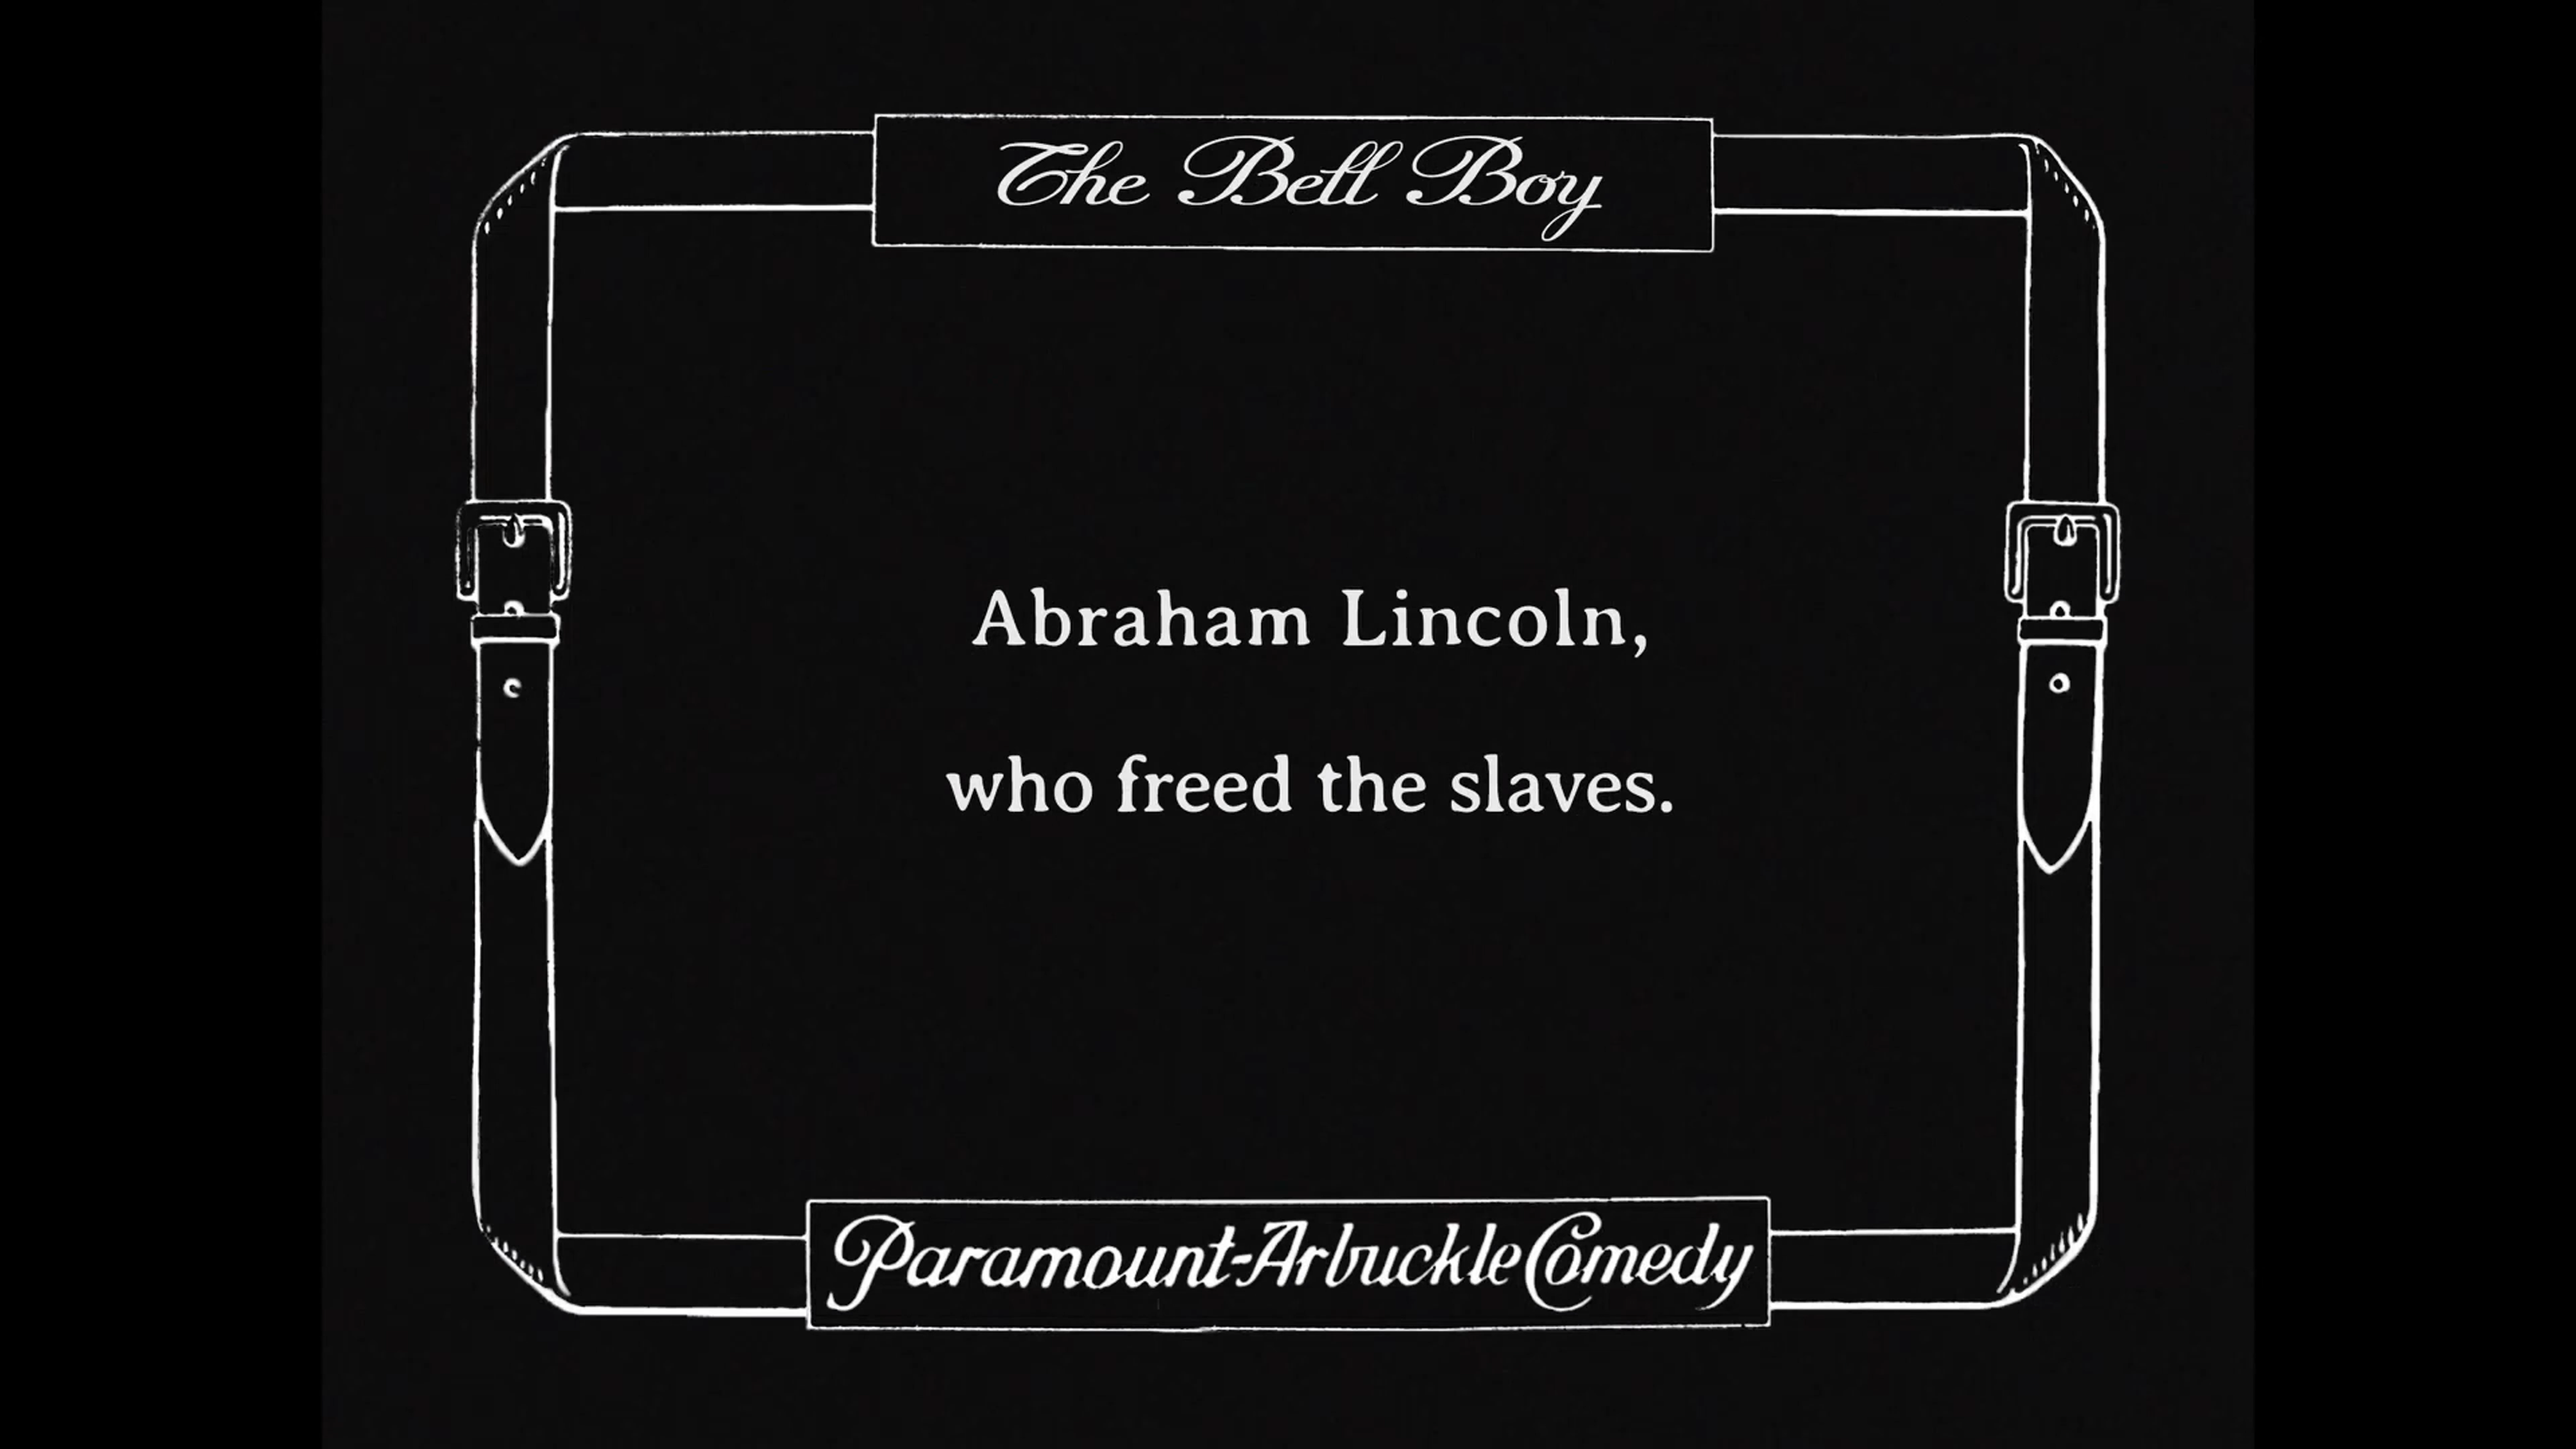 The Bell Boy
Abraham Lincoln,
who freed the slaves.
Paramount-Arbuckle Comedy